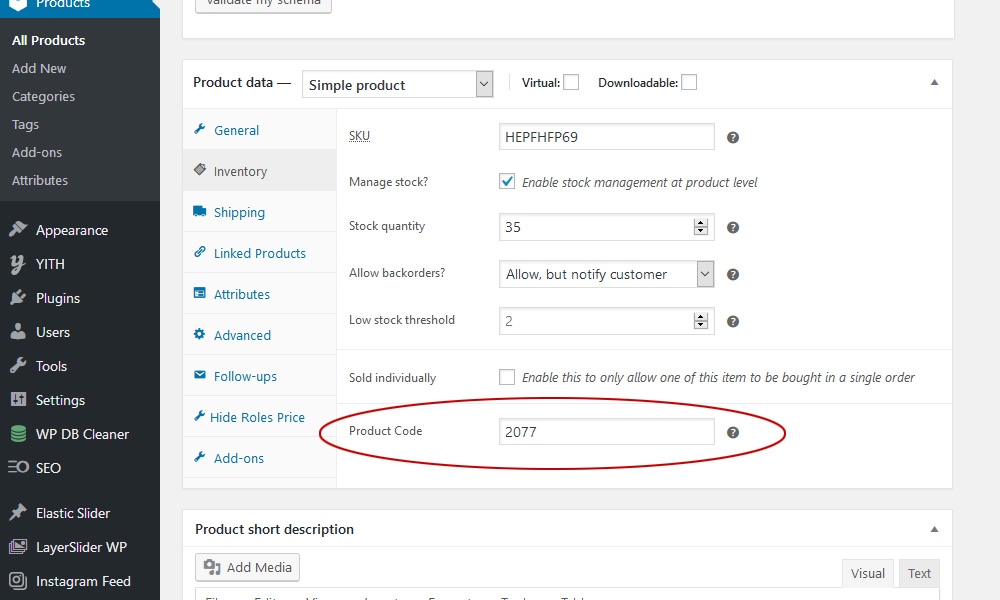 Validate my schema
Products
All Products
Add New
Categories
Tags
Add-ons
Attributes
Appearance
YITH
Plugins
Users
Tools
Settings
WP DB Cleaner
SEO
Elastic Slider
LayerSlider WP
Instagram Feed
Product data — Simple product Virtual: Downloadable:
General
Inventory
Shipping
Linked Products
Attributes
Advanced
Follow-ups
Hide Roles Price
Add-ons
SKU HEPFHFP69 ?
Manage stock? Enable stock management at product level
Stock quantity 35 ?
Allow backorders? Allow, but notify customer ?
Low stock threshold 2 ?
Sold individually Enable this to only allow one of this item to be bought in a single order
Product Code 2077 ?
Product short description
Add Media
Visual Text